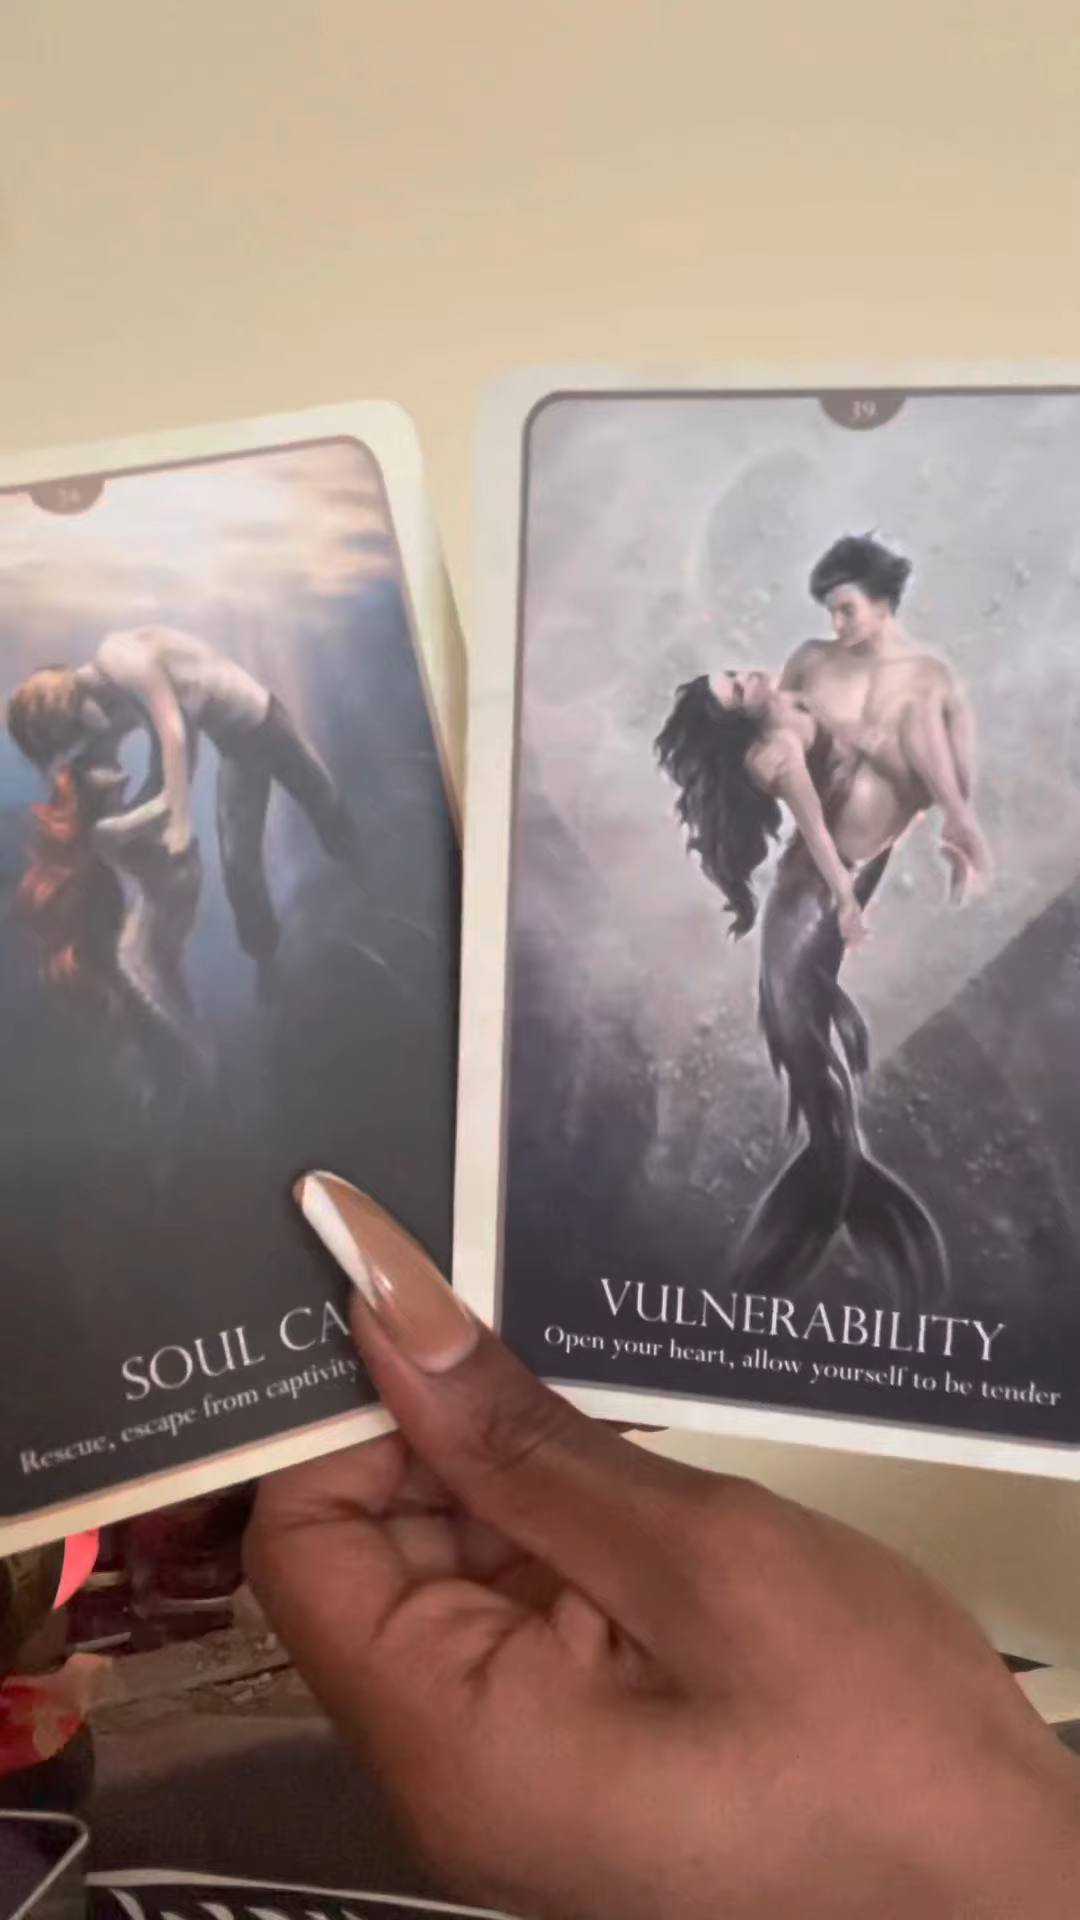 SOUL CA
Rescue, escape from captivity
39
VULNERABILITY
Open your heart, allow yourself to be tender